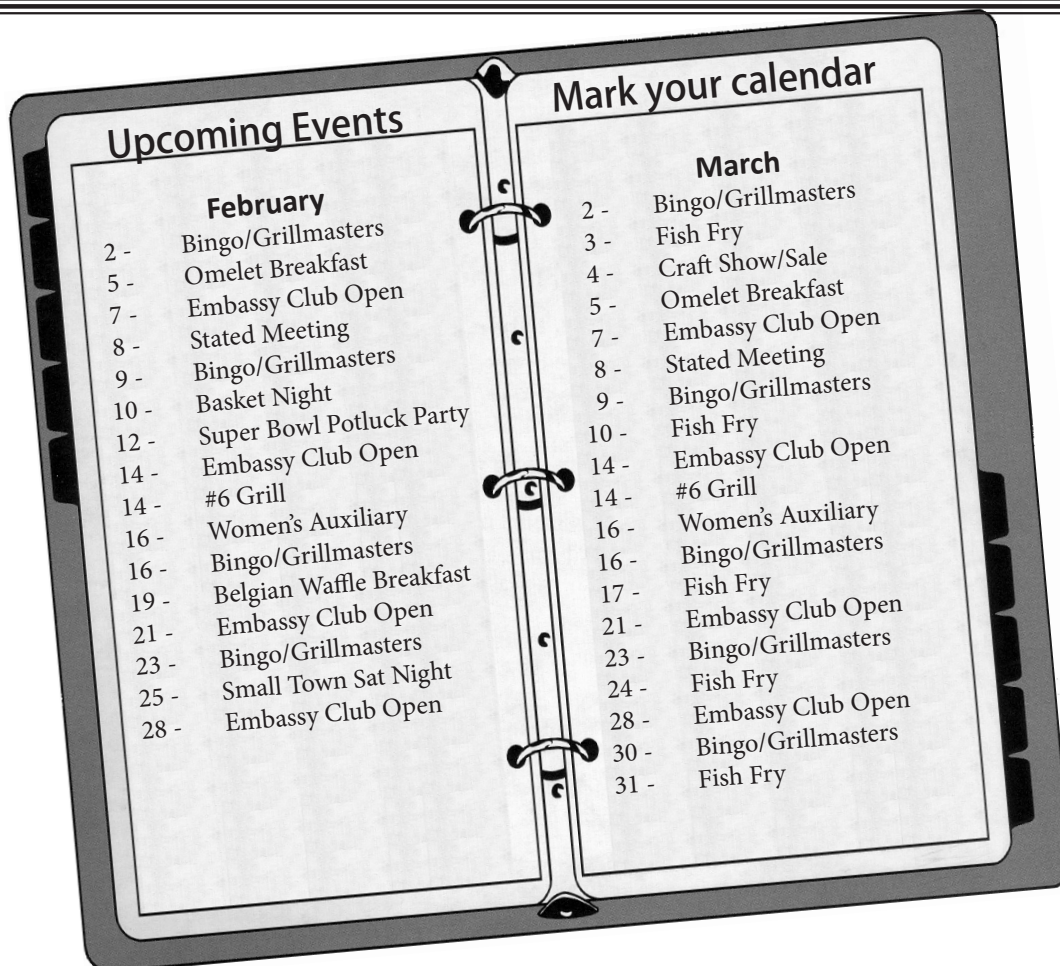 Upcoming Events
February
2 - Bingo/Grillmasters
5 - Omelet Breakfast
7 - Embassy Club Open
8 - Stated Meeting
9 - Bingo/Grillmasters
10 - Basket Night
12 - Super Bowl Potluck Party
14 - Embassy Club Open
14 - #6 Grill
16 - Women's Auxiliary
16 - Bingo/Grillmasters
19 - Belgian Waffle Breakfast
21 - Embassy Club Open
23 - Bingo/Grillmasters
25 - Small Town Sat Night
28 - Embassy Club Open
Mark your calendar
March
2 - Bingo/Grillmasters
3 - Fish Fry
4 - Craft Show/Sale
5 - Omelet Breakfast
7 - Embassy Club Open
8 - Stated Meeting
9 - Bingo/Grillmasters
10 - Fish Fry
14 - Embassy Club Open
14 - #6 Grill
16 - Women's Auxiliary
16 - Bingo/Grillmasters
17 - Fish Fry
21 - Embassy Club Open
23 - Bingo/Grillmasters
24 - Fish Fry
28 - Embassy Club Open
30 - Bingo/Grillmasters
31 - Fish Fry